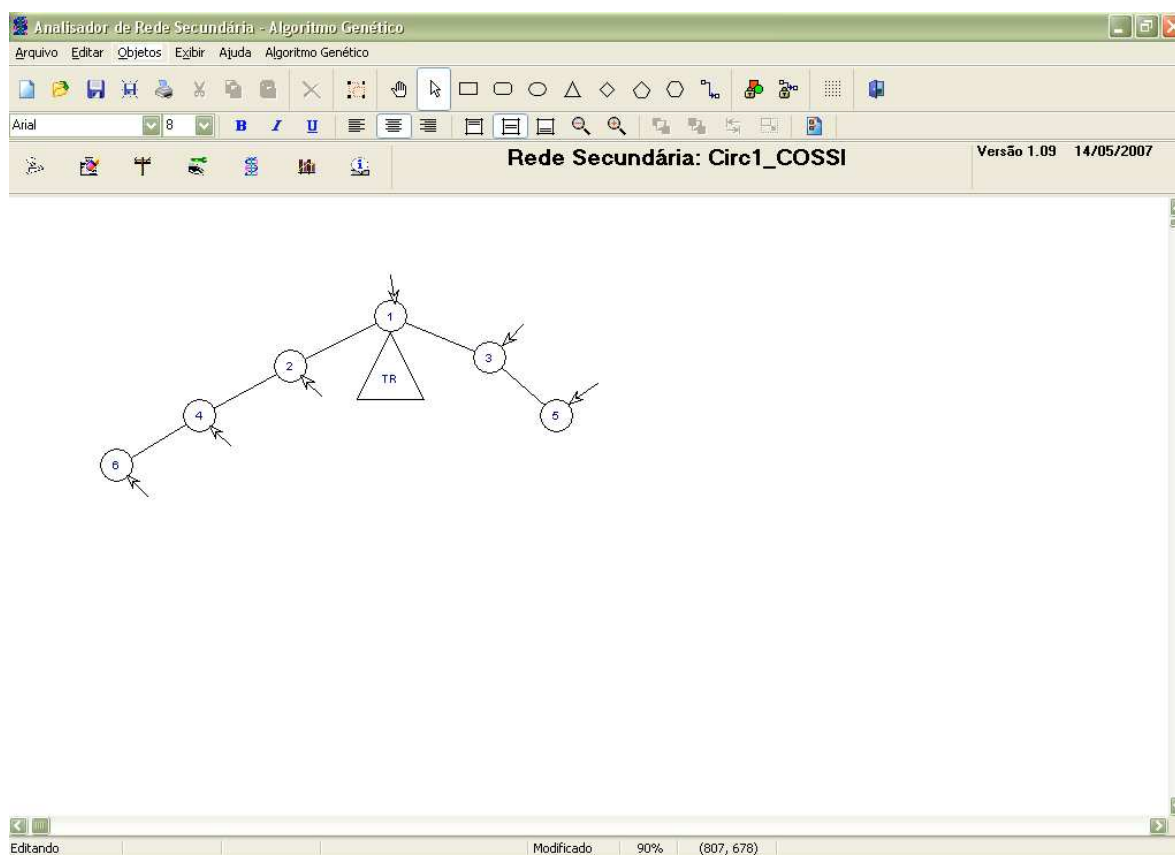 Analisador de Rede Secundária - Algoritmo Genético
Arquivo Editar Objetos Exibir Ajuda Algoritmo Genético
Arial 8 B I U
Rede Secundária: Circ1_COSSI
Versão 1.09 14/05/2007
1
2
3
TR
4
5
6
Editando Modificado 90% (807, 678)